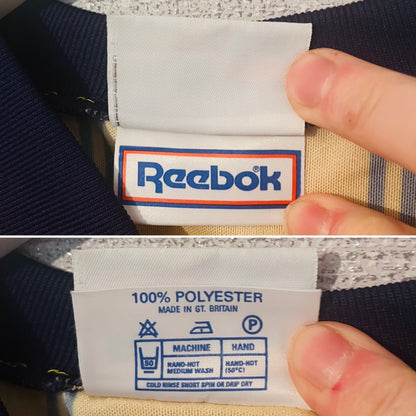 Reebok®
100% POLYESTER
MADE IN GT. BRITAIN
P
MACHINE HAND
50 HAND-HOT MEDIUM WASH HAND-HOT (50°C)
COLD RINSE SHORT SPIN OR DRIP DRY